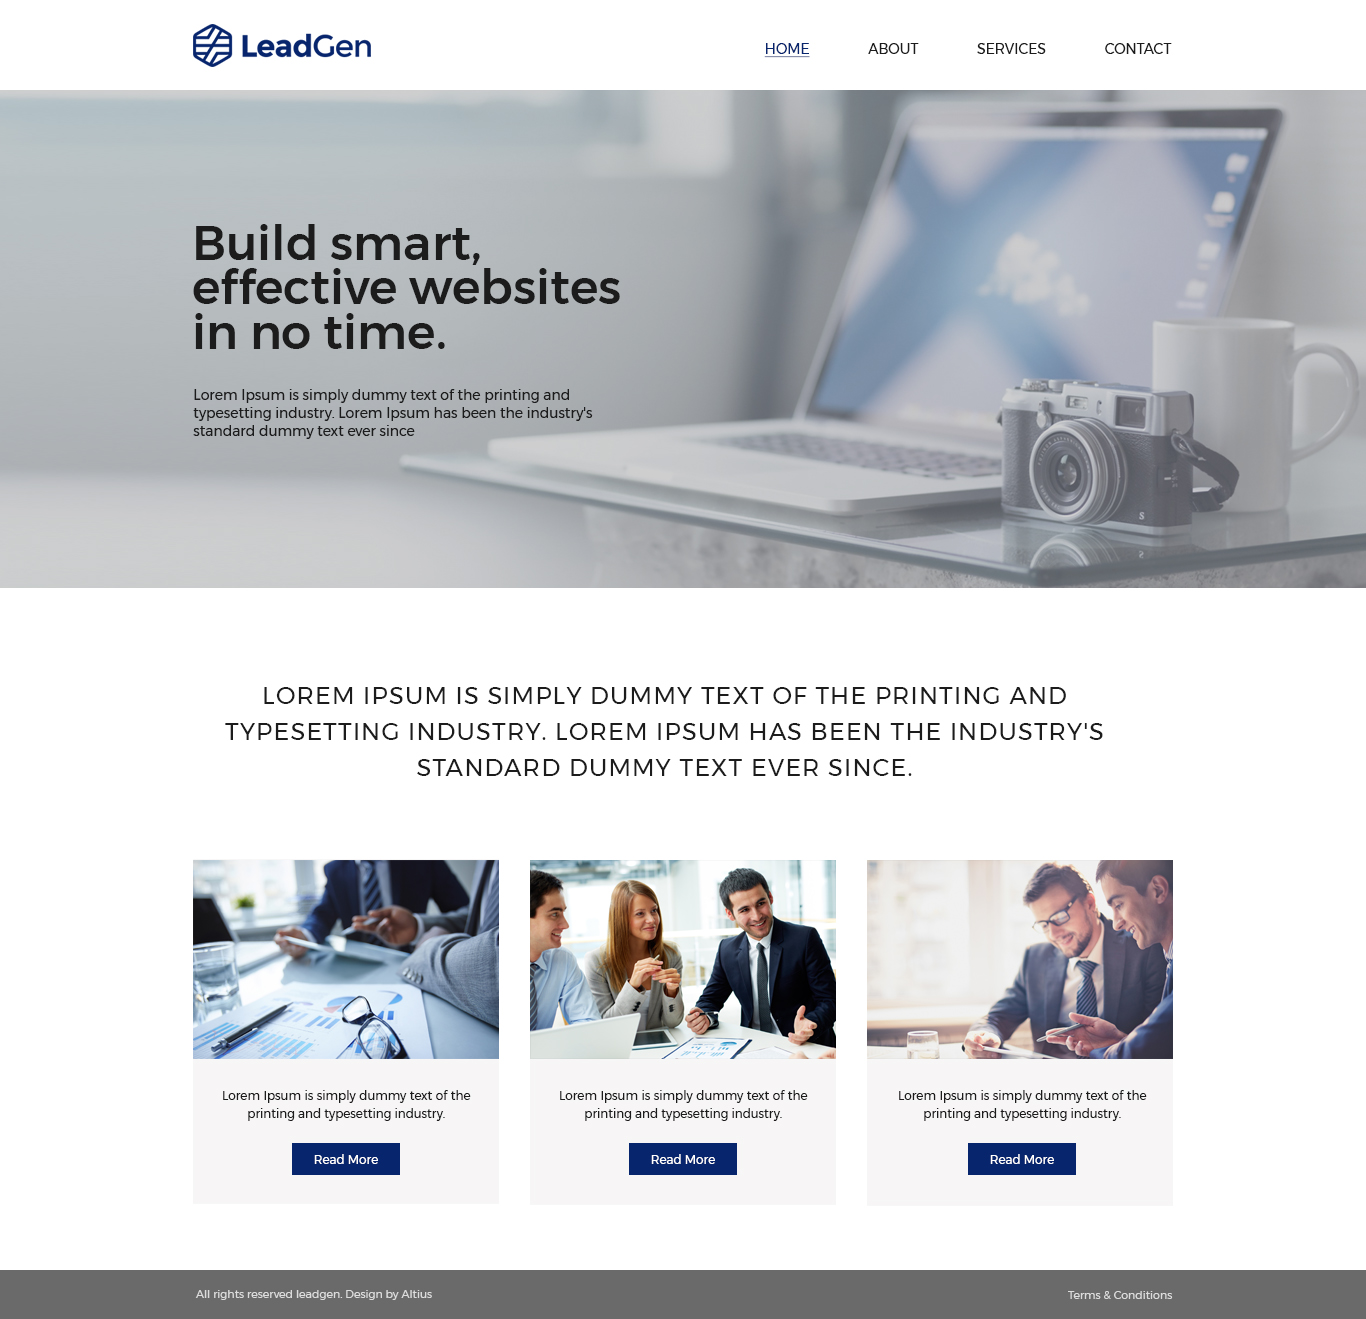 LeadGen
HOME
ABOUT
SERVICES
CONTACT
Build smart,
effective websites
in no time.
Lorem Ipsum is simply dummy text of the printing and
typesetting industry. Lorem Ipsum has been the industry's
standard dummy text ever since
LOREM IPSUM IS SIMPLY DUMMY TEXT OF THE PRINTING AND
TYPESETTING INDUSTRY. LOREM IPSUM HAS BEEN THE INDUSTRY'S
STANDARD DUMMY TEXT EVER SINCE.
Lorem Ipsum is simply dummy text of the
printing and typesetting industry.
Read More
Lorem Ipsum is simply dummy text of the
printing and typesetting industry.
Read More
Lorem Ipsum is simply dummy text of the
printing and typesetting industry.
Read More
All rights reserved leadgen. Design by Altius
Terms & Conditions